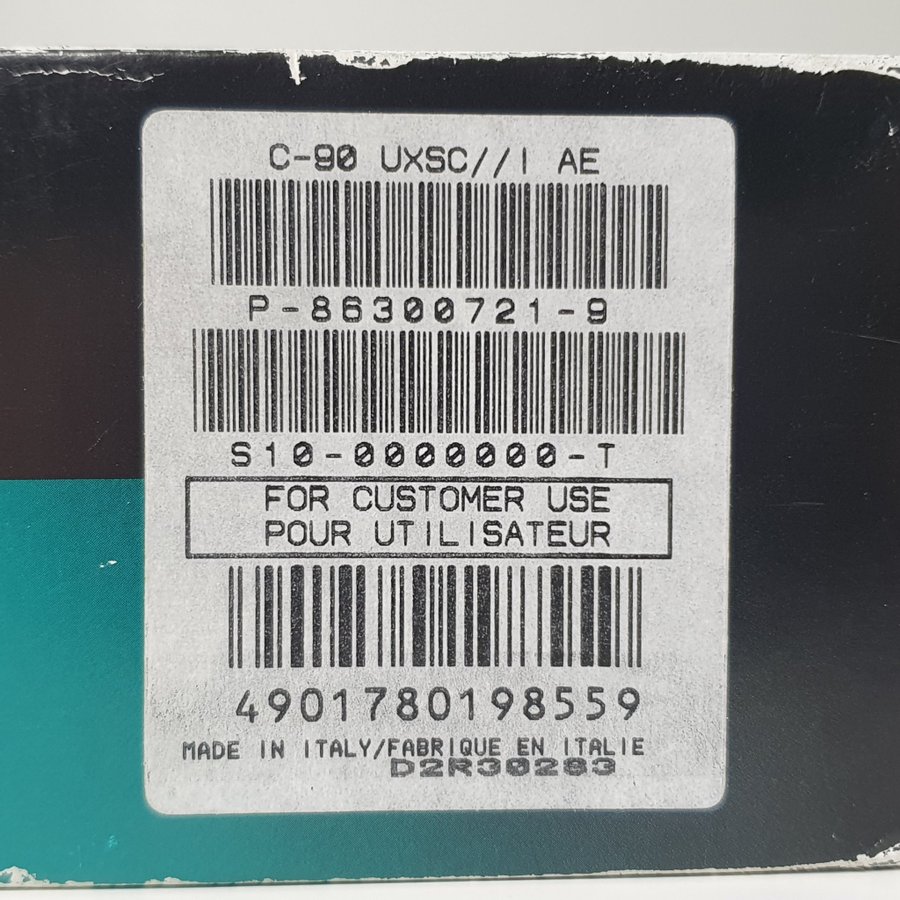 C-90 UXSC//I AE
P-86300721-9
S10-0000000-T
FOR CUSTOMER USE
POUR UTILISATEUR
4901780198559
MADE IN ITALY/FABRIQUE EN ITALIE
D2R30283